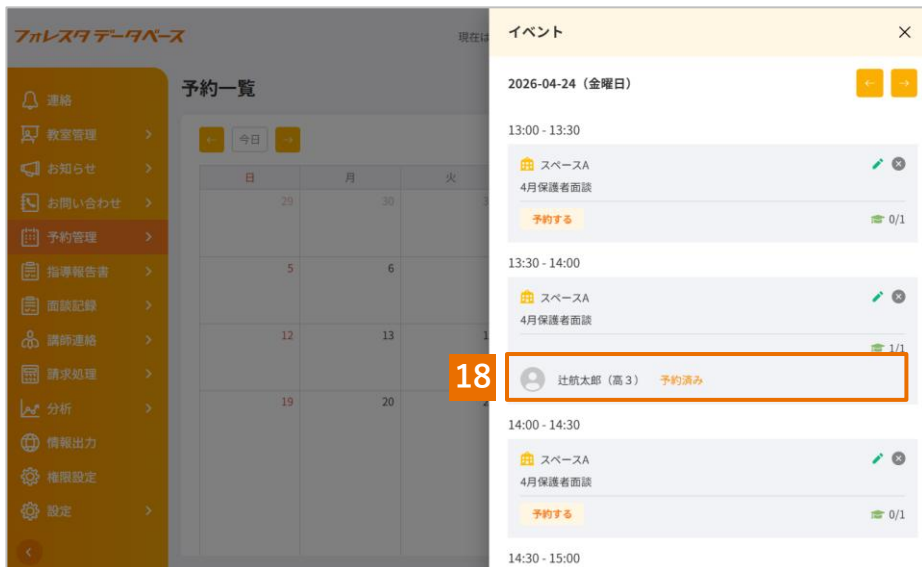 フォレスタ データベース
現在は
連絡
教室管理
お知らせ
お問い合わせ
予約管理
指導報告書
面談記録
講師連絡
請求処理
分析
情報出力
権限設定
設定
予約一覧
今日
日 月 火
29 30 3
5 6
12 13 1
19 20 2
イベント
2026-04-24（金曜日）
13:00 - 13:30
スペースA
4月保護者面談
予約する 0/1
13:30 - 14:00
スペースA
4月保護者面談
1/1
18
辻航太郎（高３） 予約済み
14:00 - 14:30
スペースA
4月保護者面談
予約する 0/1
14:30 - 15:00